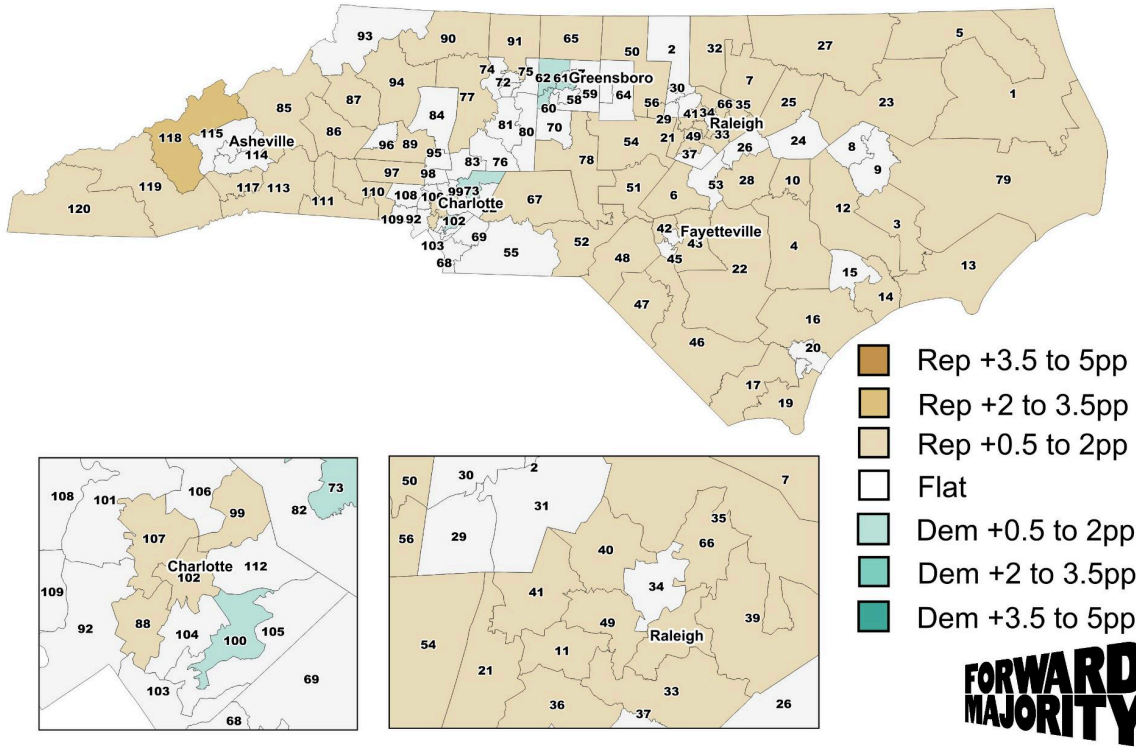 93 90 91 65 50 2 32 27 5
74 75 62 61 Greensboro
94 77 72 58 59 64 30 7 25 23 1
118 115 85 87 84 60 56 41 34 66 35
Asheville 114 86 96 89 81 80 70 29 Raleigh 24
95 54 21 49 33 26 8 9
119 117 113 97 98 83 76 78 37 53 28 10 79
120 111 110 108 99 73 67 51 6 12 3
Charlotte
109 92 102 42 Fayetteville
103 69 55 52 48 45 43 4 15 13
68 22 14
47 16
46 20
17
19
Rep +3.5 to 5pp
Rep +2 to 3.5pp
Rep +0.5 to 2pp
Flat
Dem +0.5 to 2pp
Dem +2 to 3.5pp
Dem +3.5 to 5pp
108 101 106 73
99 82
107
Charlotte
102 112
109
92 88 104 100 105
103 69
68
50 30 2 7
31
56 29 35
40 66
34
41
54 49 39
Raleigh
11
21
36 33
37 26
FORWARD
MAJORITY